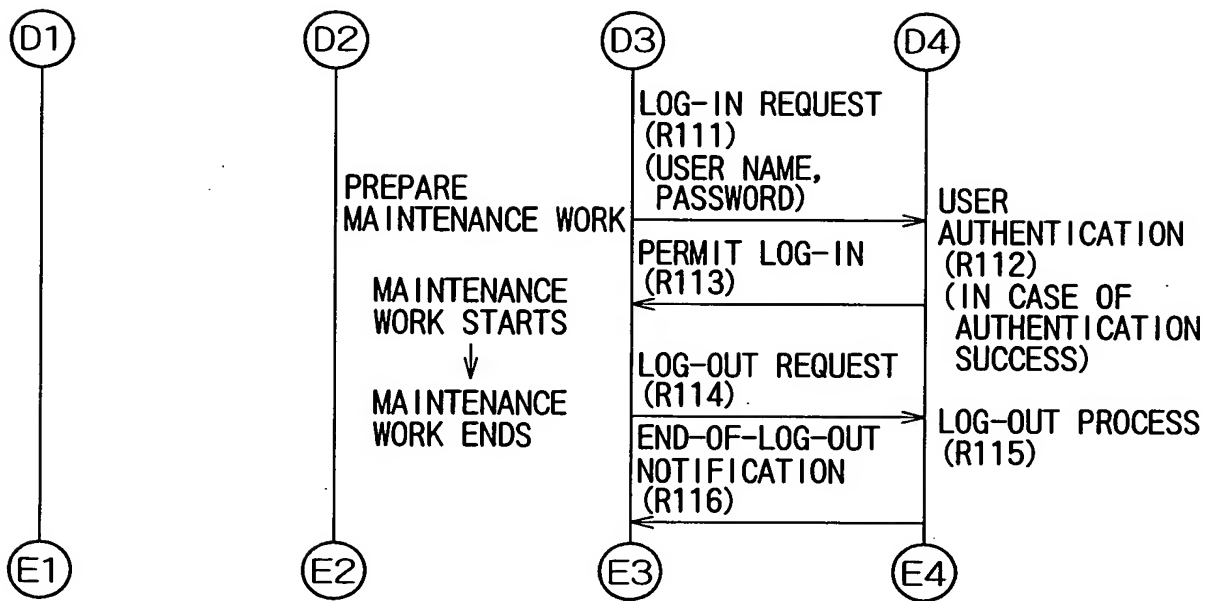 D1
D2
D3
D4
LOG-IN REQUEST
(R111)
(USER NAME,
PASSWORD)
PREPARE
MAINTENANCE WORK
USER
AUTHENTICATION
(R112)
(IN CASE OF
AUTHENTICATION
SUCCESS)
PERMIT LOG-IN
(R113)
MAINTENANCE
WORK STARTS
↓
MAINTENANCE
WORK ENDS
LOG-OUT REQUEST
(R114)
LOG-OUT PROCESS
(R115)
END-OF-LOG-OUT
NOTIFICATION
(R116)
E1
E2
E3
E4